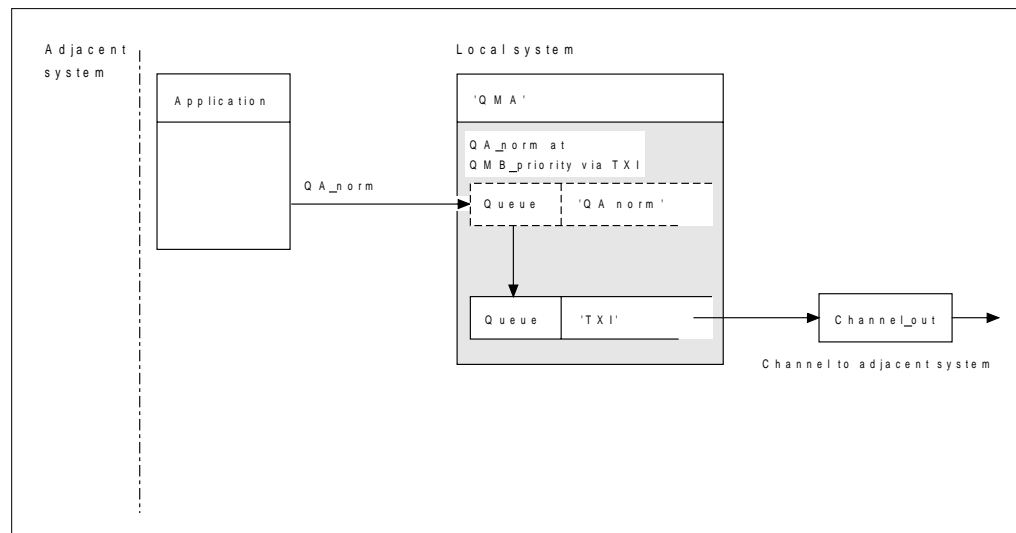 Adjacent
system
Local system
Application
'QMA'
QA_norm at
QMB_priority via TXI
QA_norm
Queue 'QA norm'
Queue 'TXI'
Channel_out
Channel to adjacent system